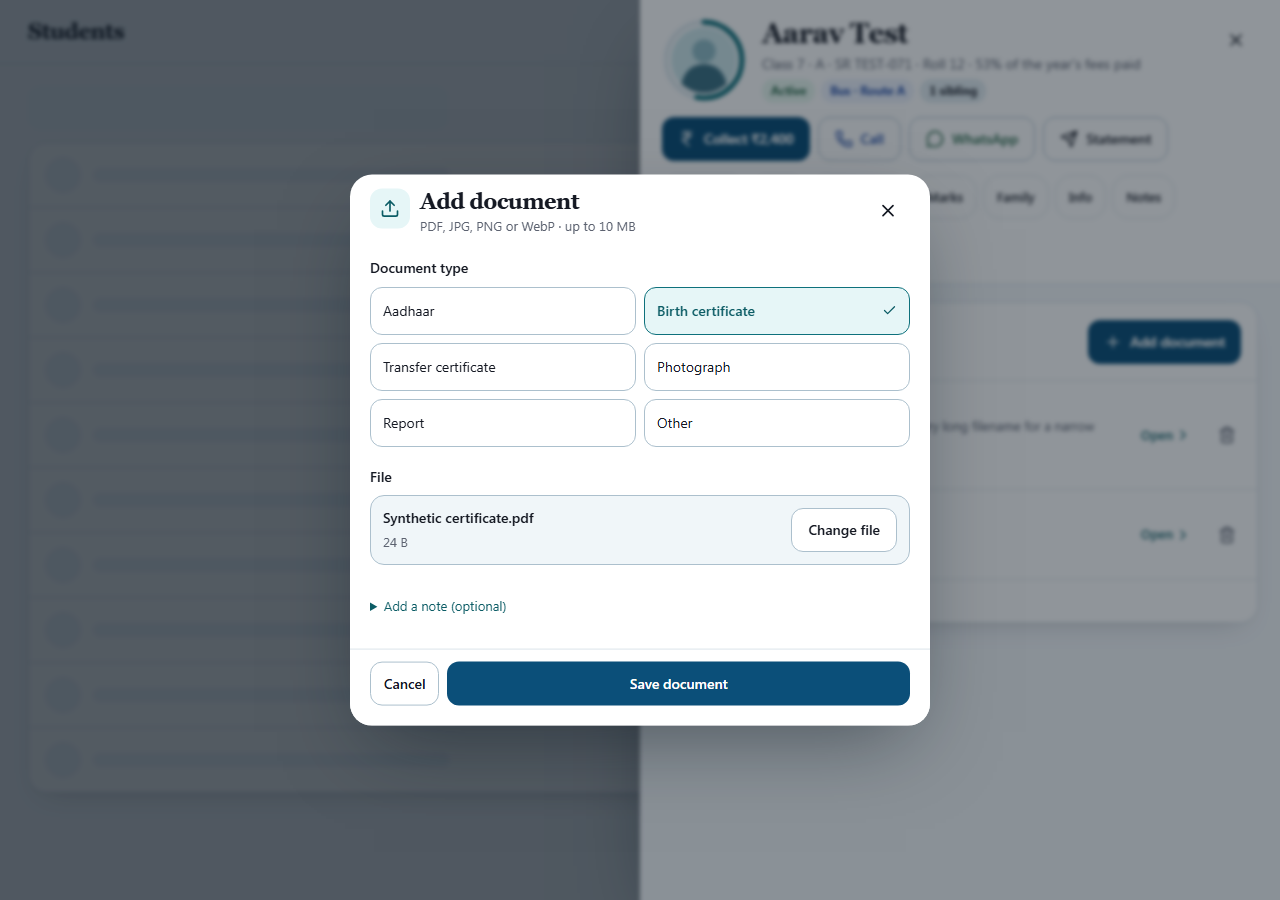 Students
Aarav Test
Class 7 · A · SR TEST-071 · Roll 12 · 53% of the year's fees paid
Active
Bus · Route A
1 sibling
Collect ₹2,400
Call
WhatsApp
Statement
Marks
Family
Info
Notes
Add document
PDF, JPG, PNG or WebP · up to 10 MB
Document type
Aadhaar
Birth certificate
Transfer certificate
Photograph
Report
Other
File
Synthetic certificate.pdf
24 B
Change file
Add a note (optional)
Cancel
Save document
Add document
long filename for a narrow
Open
Open